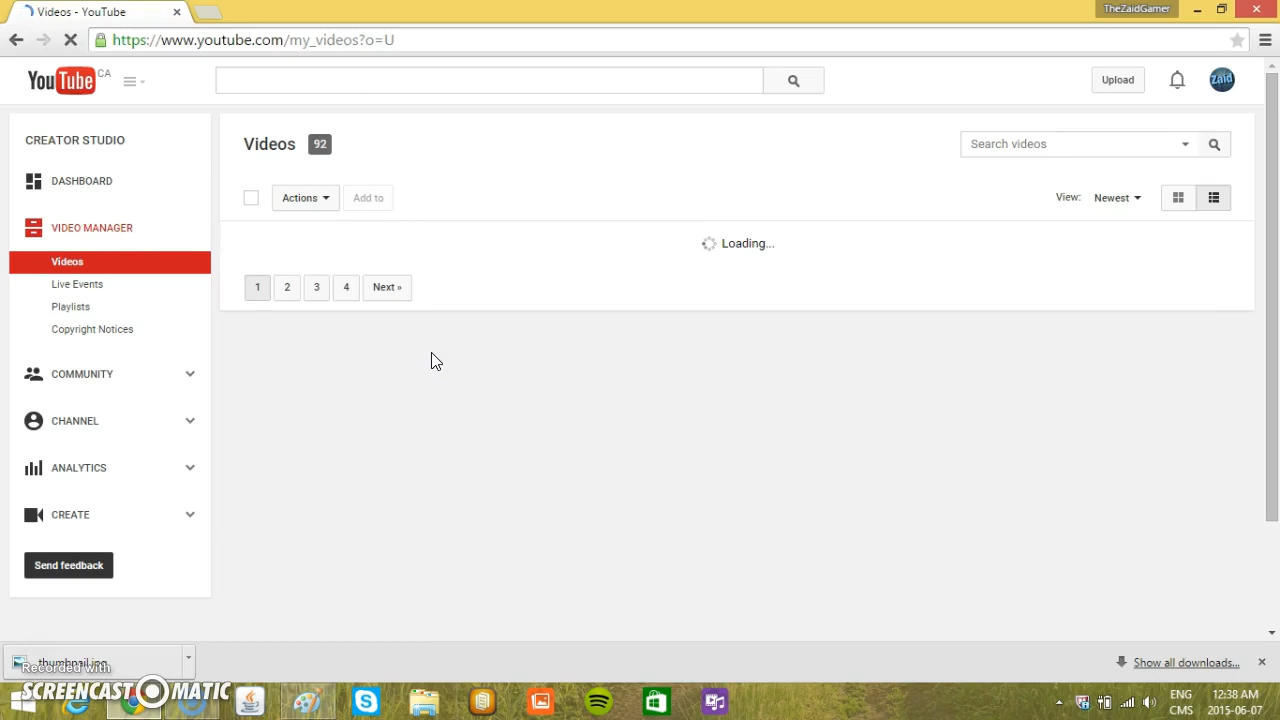 Videos - YouTube
TheZaidGamer
https://www.youtube.com/my_videos?o=U
YouTube CA
Upload
Zaid
CREATOR STUDIO
DASHBOARD
VIDEO MANAGER
Videos
Live Events
Playlists
Copyright Notices
COMMUNITY
CHANNEL
ANALYTICS
CREATE
Send feedback
Videos 92
Search videos
Actions
Add to
View: Newest
Loading...
1 2 3 4 Next »
thumbnail.jpg
Show all downloads...
Recorded with
SCREENCAST-O-MATIC
ENG 12:38 AM
CMS 2015-06-07